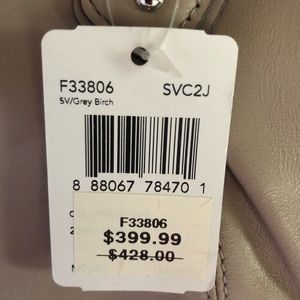 F33806 SVC2J
SV/Grey Birch
8 88067 78470 1
F33806
$399.99
$428.00